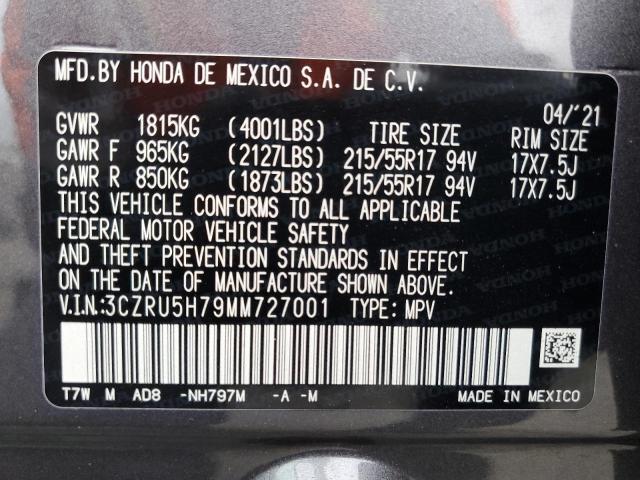 MFD.BY HONDA DE MEXICO S.A. DE C.V.
04/'21
GVWR 1815KG (4001LBS) TIRE SIZE RIM SIZE
GAWR F 965KG (2127LBS) 215/55R17 94V 17X7.5J
GAWR R 850KG (1873LBS) 215/55R17 94V 17X7.5J
THIS VEHICLE CONFORMS TO ALL APPLICABLE
FEDERAL MOTOR VEHICLE SAFETY
AND THEFT PREVENTION STANDARDS IN EFFECT
ON THE DATE OF MANUFACTURE SHOWN ABOVE.
V.I.N:3CZRU5H79MM727001 TYPE: MPV
T7W M AD8 -NH797M -A -M MADE IN MEXICO